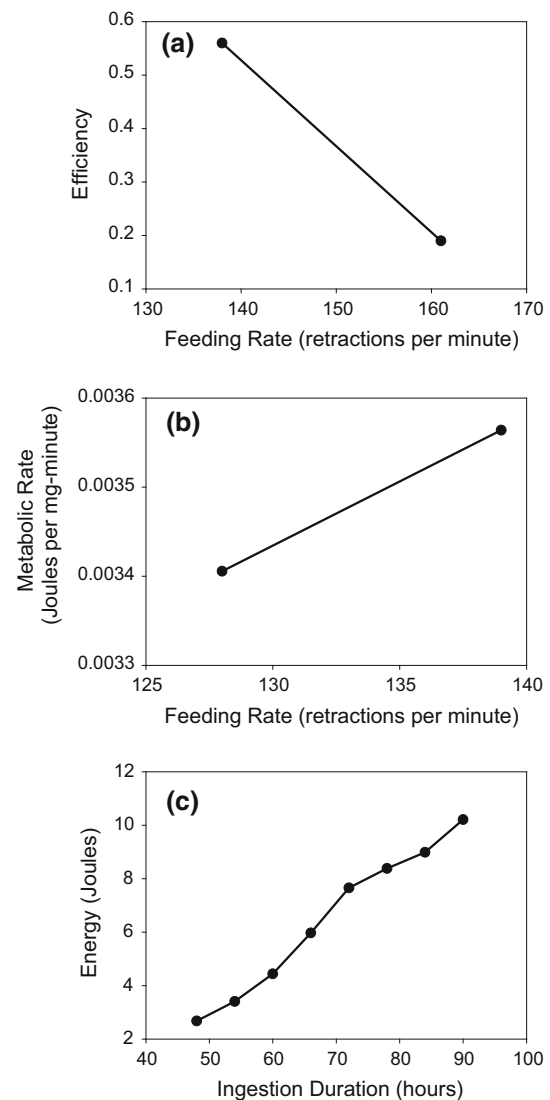 (a)
0.6
0.5
0.4
0.3
0.2
0.1
Efficiency
130 140 150 160 170
Feeding Rate (retractions per minute)
(b)
0.0036
0.0035
0.0034
0.0033
Metabolic Rate
(Joules per mg-minute)
125 130 135 140
Feeding Rate (retractions per minute)
(c)
12
10
8
6
4
2
Energy (Joules)
40 50 60 70 80 90 100
Ingestion Duration (hours)